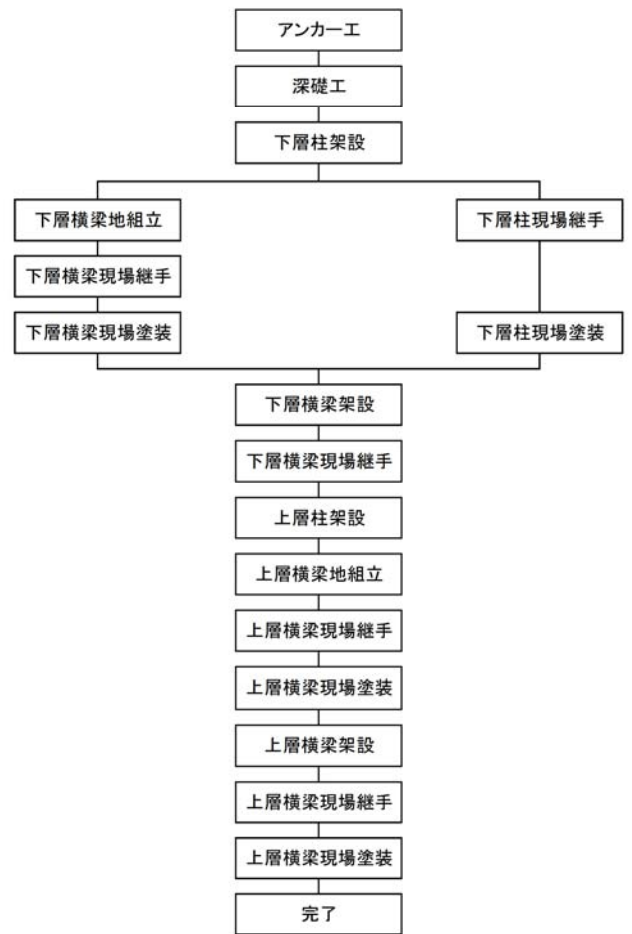 アンカー工
深礎工
下層柱架設
下層横梁地組立
下層柱現場継手
下層横梁現場継手
下層横梁現場塗装
下層柱現場塗装
下層横梁架設
下層横梁現場継手
上層柱架設
上層横梁地組立
上層横梁現場継手
上層横梁現場塗装
上層横梁架設
上層横梁現場継手
上層横梁現場塗装
完了